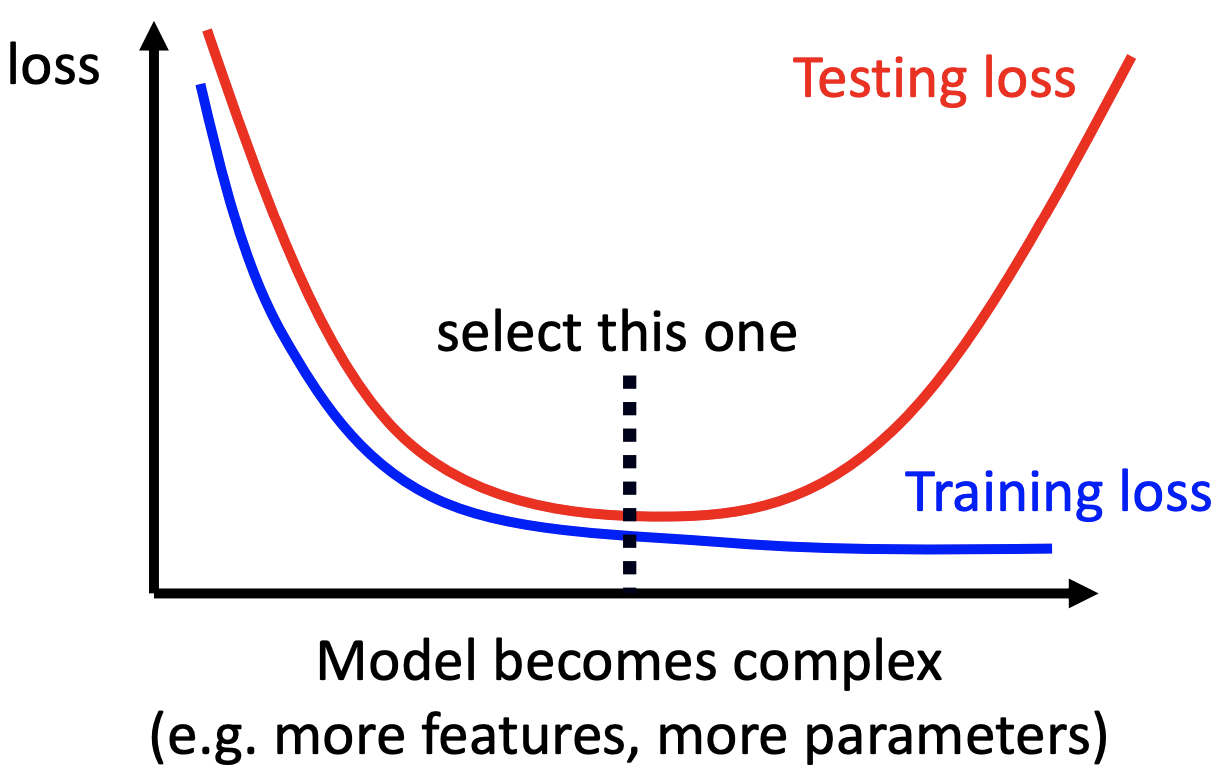 loss
Testing loss
select this one
Training loss
Model becomes complex
(e.g. more features, more parameters)